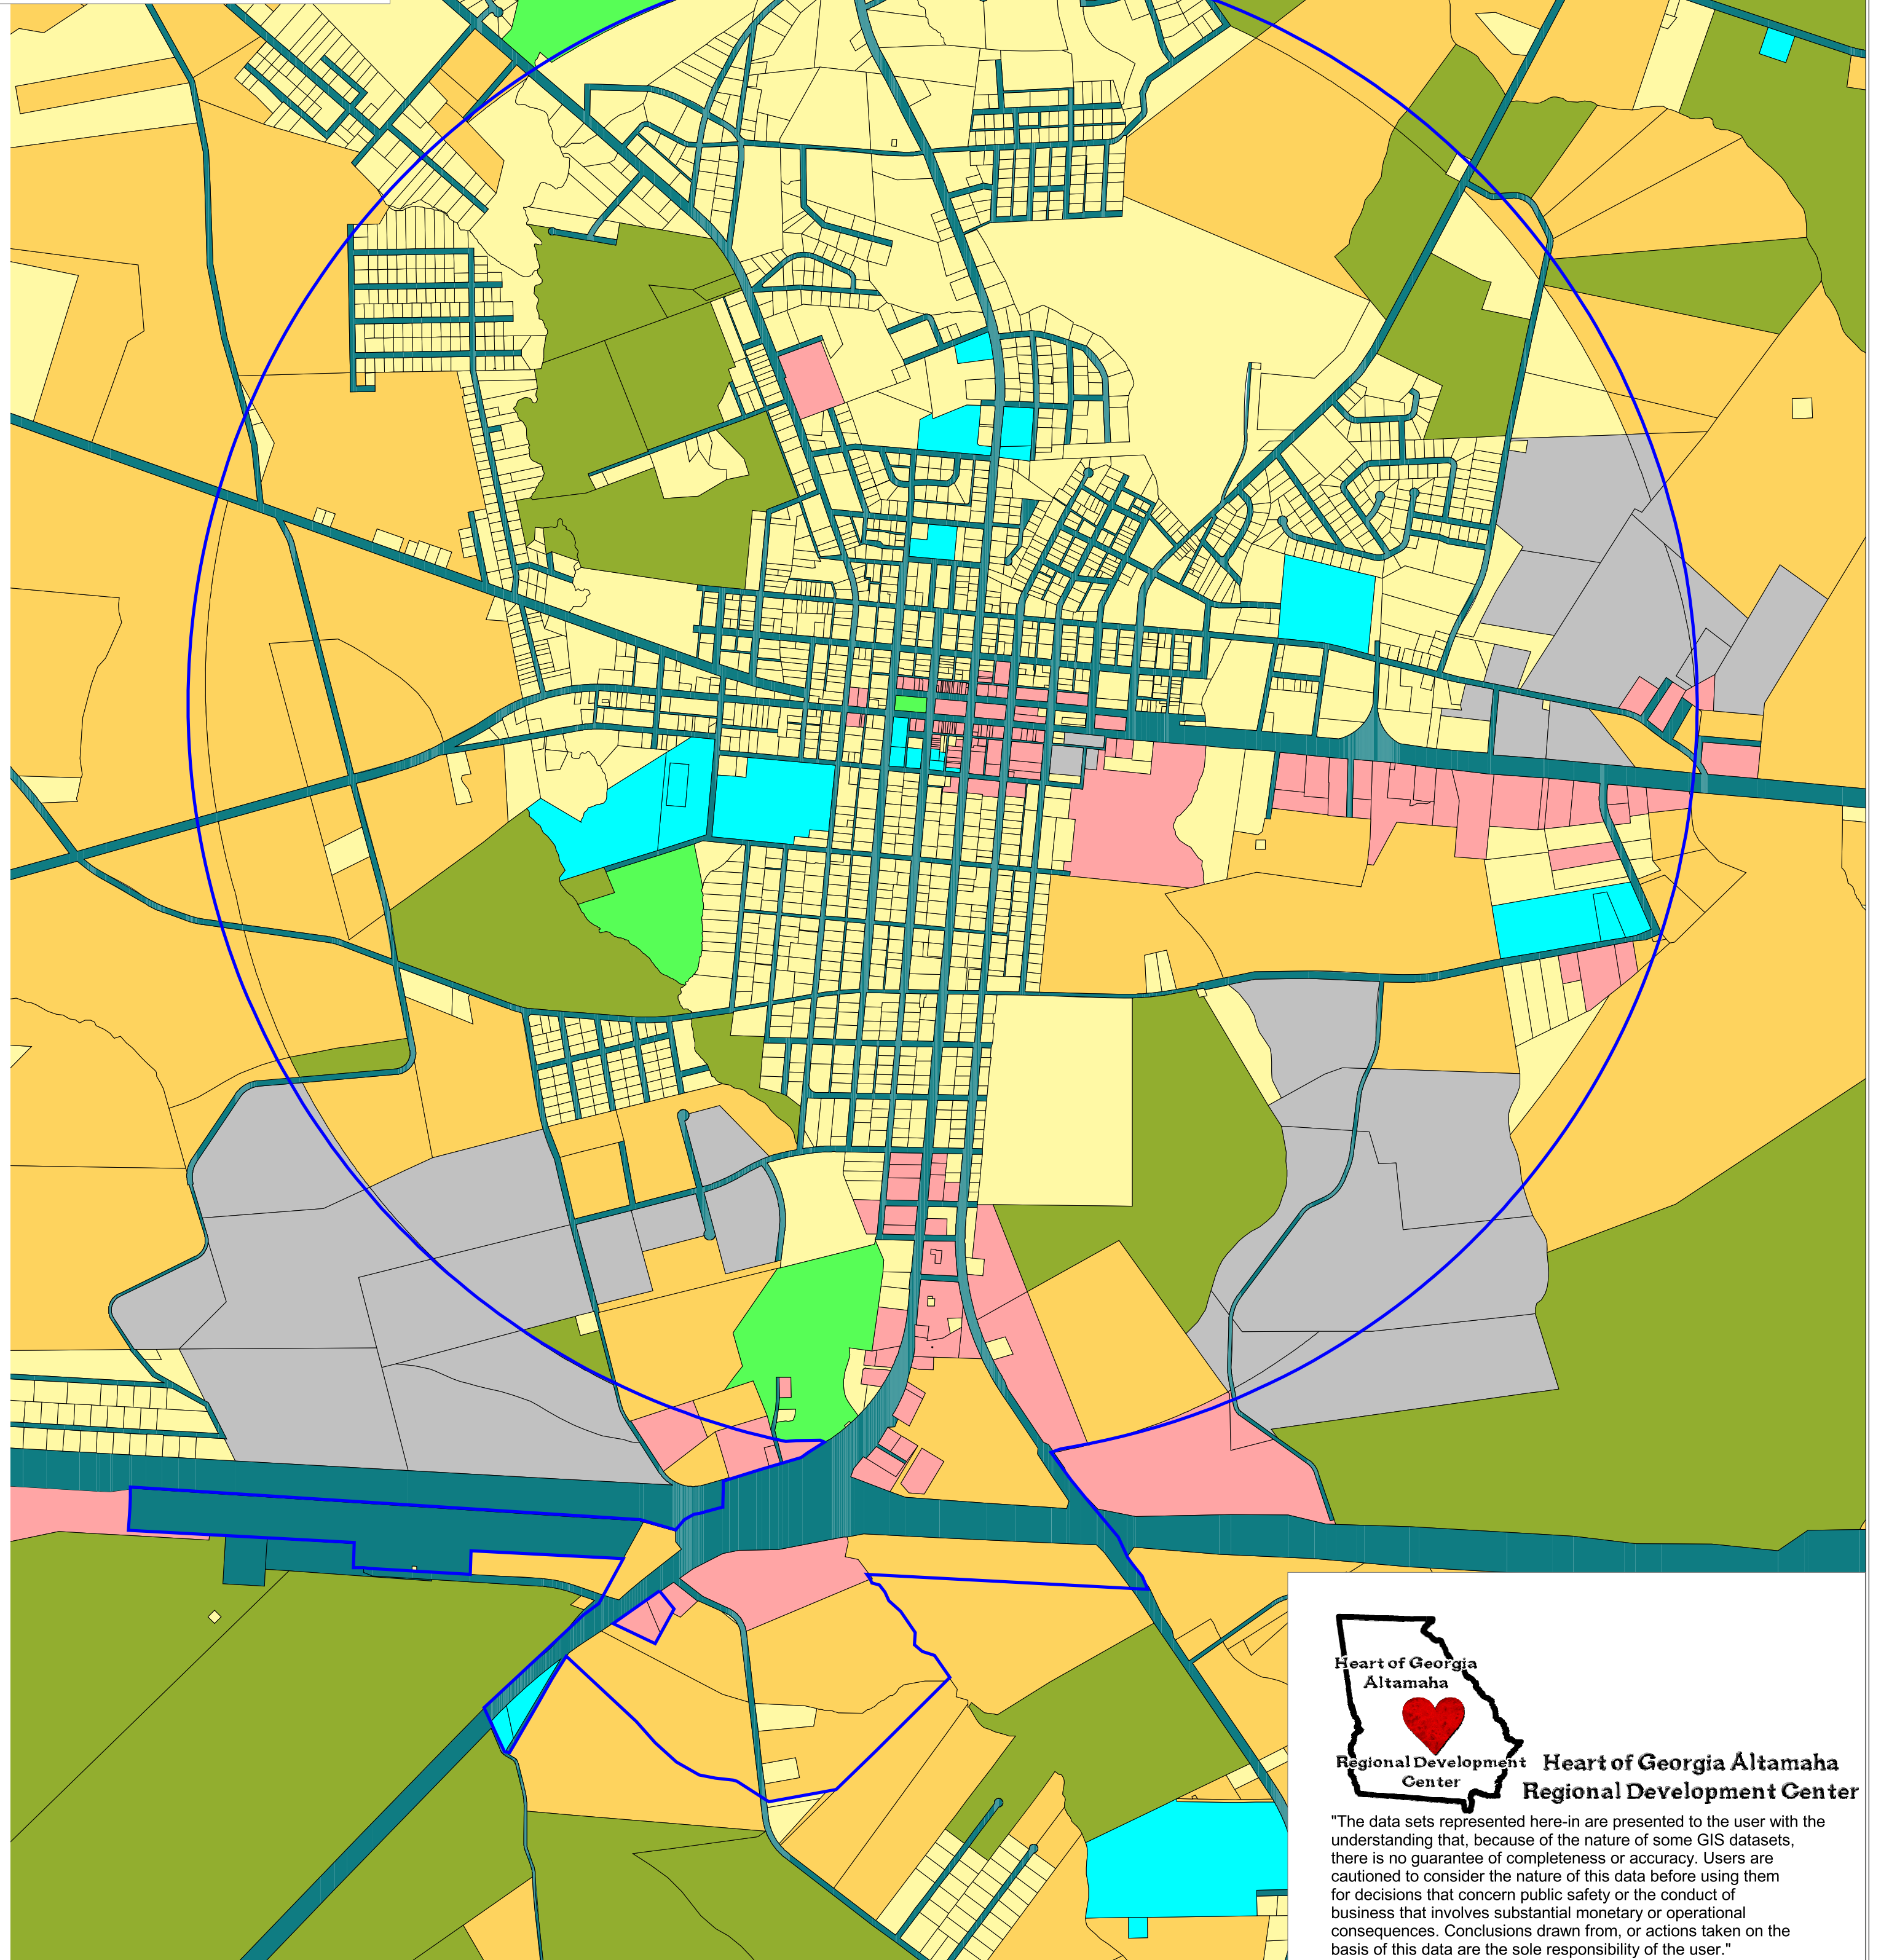 Heart of Georgia
Altamaha
Regional Development
Center
Heart of Georgia Altamaha
Regional Development Center
"The data sets represented here-in are presented to the user with the
understanding that, because of the nature of some GIS datasets,
there is no guarantee of completeness or accuracy. Users are
cautioned to consider the nature of this data before using them
for decisions that concern public safety or the conduct of
business that involves substantial monetary or operational
consequences. Conclusions drawn from, or actions taken on the
basis of this data are the sole responsibility of the user."